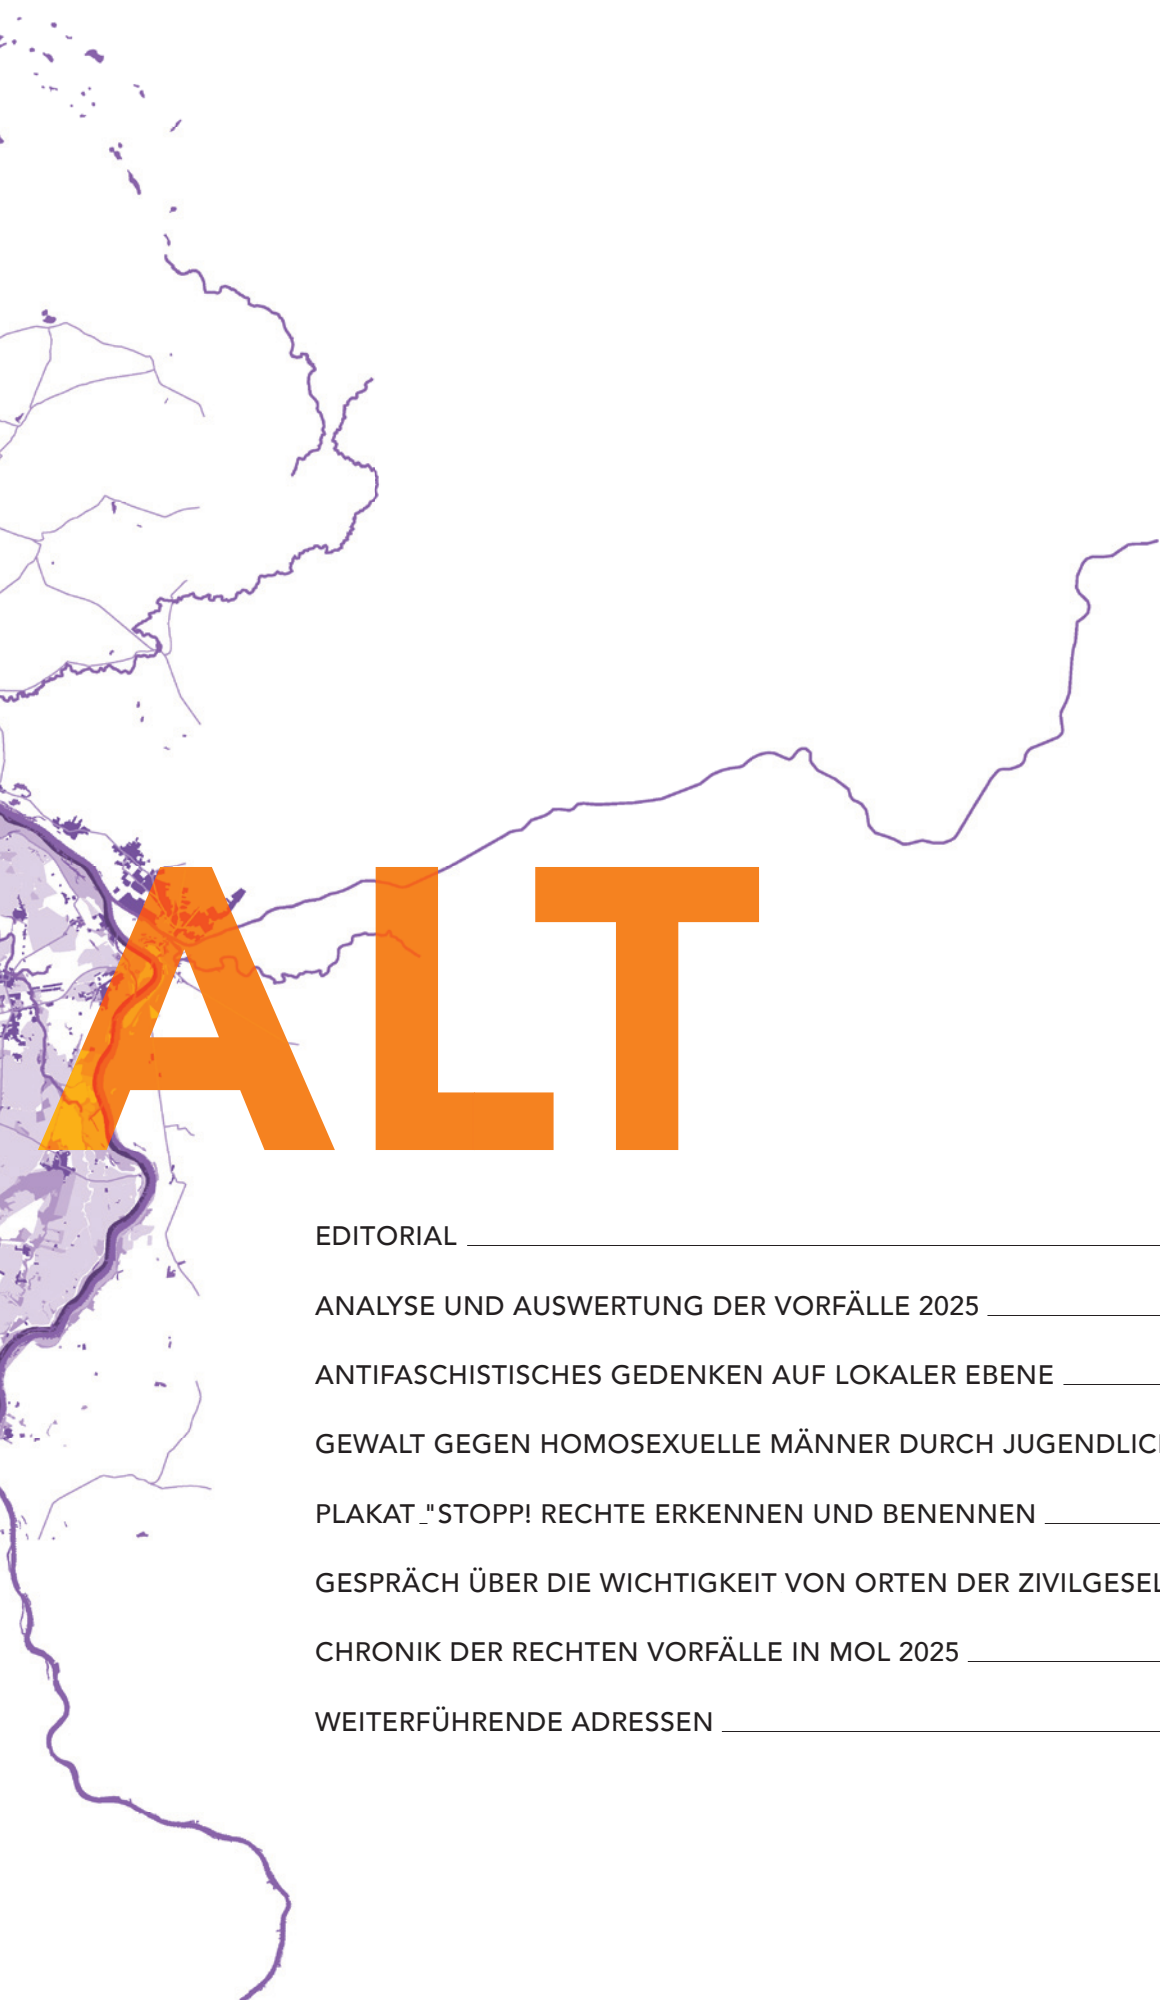 ALT
EDITORIAL
ANALYSE UND AUSWERTUNG DER VORFÄLLE 2025
ANTIFASCHISTISCHES GEDENKEN AUF LOKALER EBENE
GEWALT GEGEN HOMOSEXUELLE MÄNNER DURCH
PLAKAT "STOPP! RECHTE ERKENNEN UND BENENNEN
GESPRÄCH ÜBER DIE WICHTIGKEIT VON ORTEN DER
CHRONIK DER RECHTEN VORFÄLLE IN MOL 2025
WEITERFÜHRENDE ADRESSEN